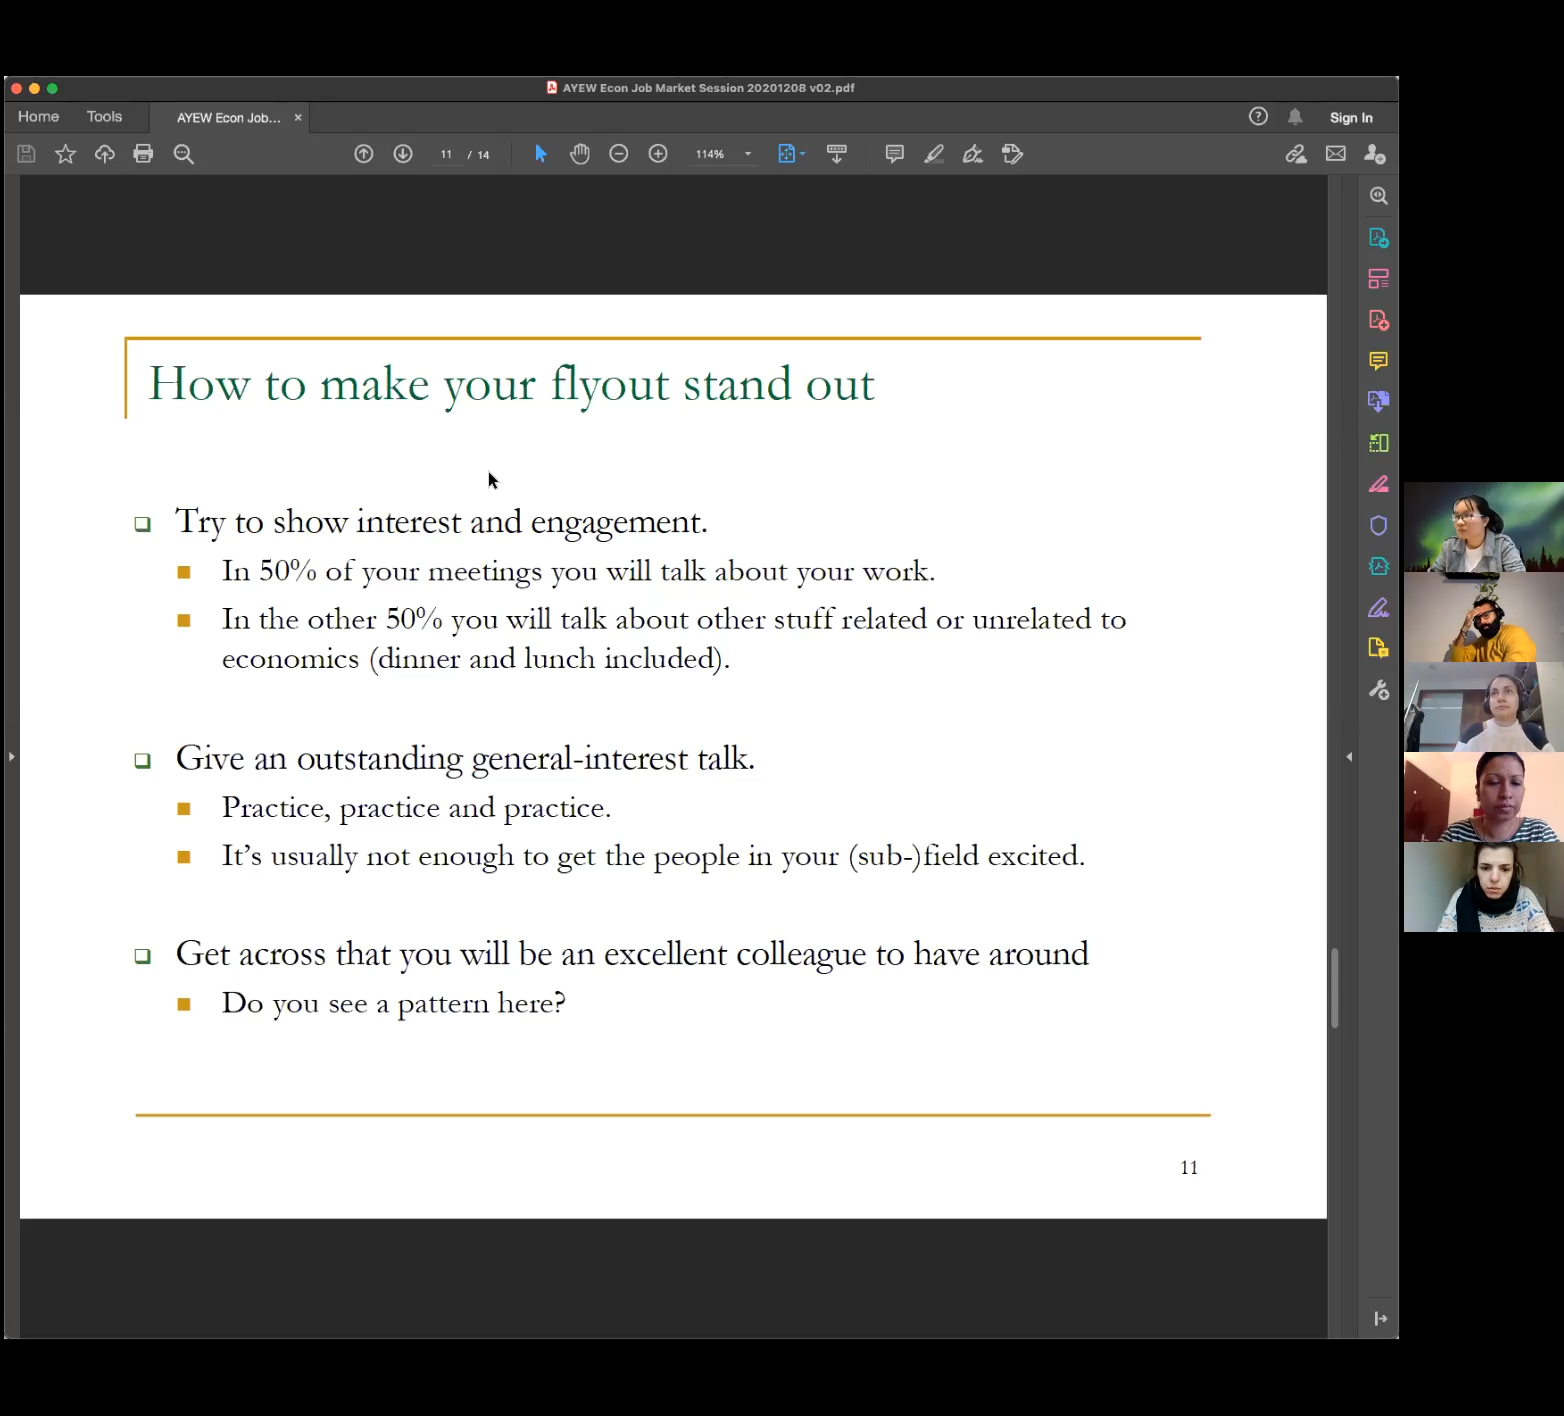 AYEW Econ Job Market Session 20201208 v02.pdf
Home Tools AYEW Econ Job... × ? Sign In
11 / 14 114%
How to make your flyout stand out
Try to show interest and engagement.
In 50% of your meetings you will talk about your work.
In the other 50% you will talk about other stuff related or unrelated to
economics (dinner and lunch included).
Give an outstanding general-interest talk.
Practice, practice and practice.
It's usually not enough to get the people in your (sub-)field excited.
Get across that you will be an excellent colleague to have around
Do you see a pattern here?
11